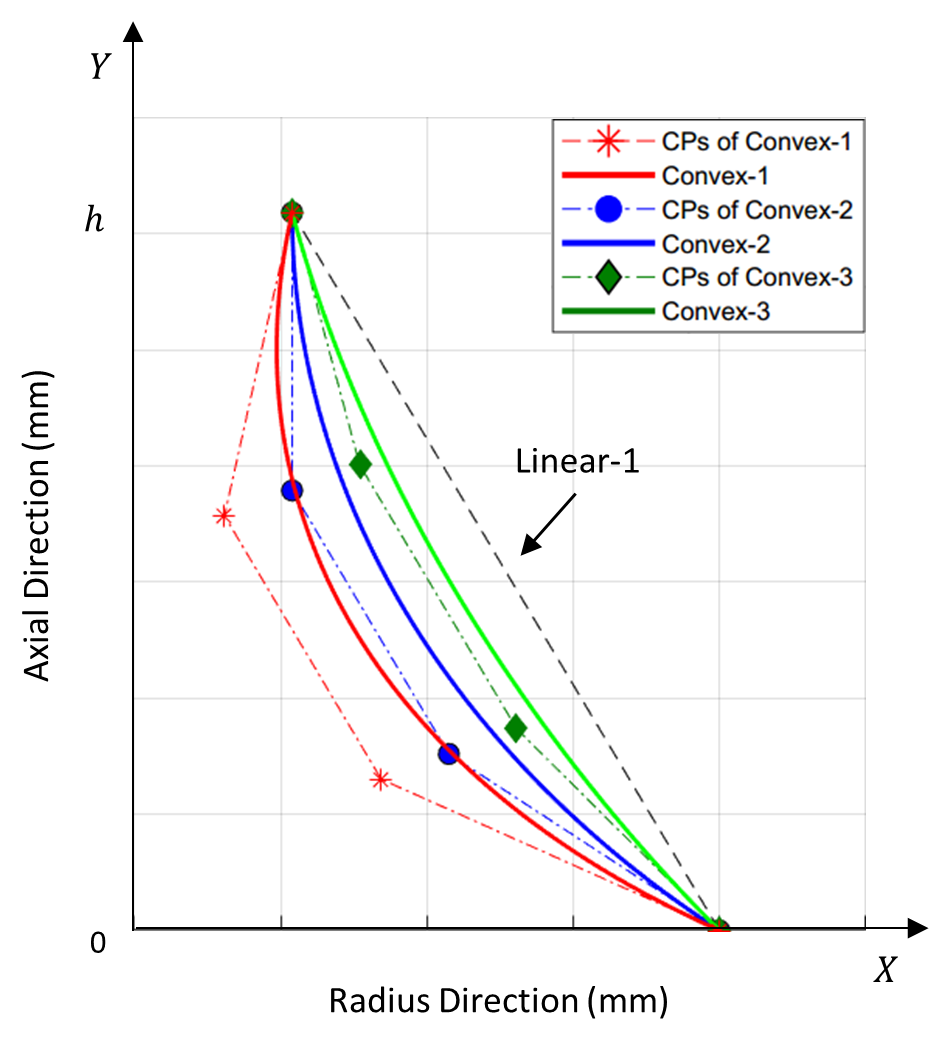 Y
h
CPs of Convex-1
Convex-1
CPs of Convex-2
Convex-2
CPs of Convex-3
Convex-3
Linear-1
Axial Direction (mm)
0
X
Radius Direction (mm)